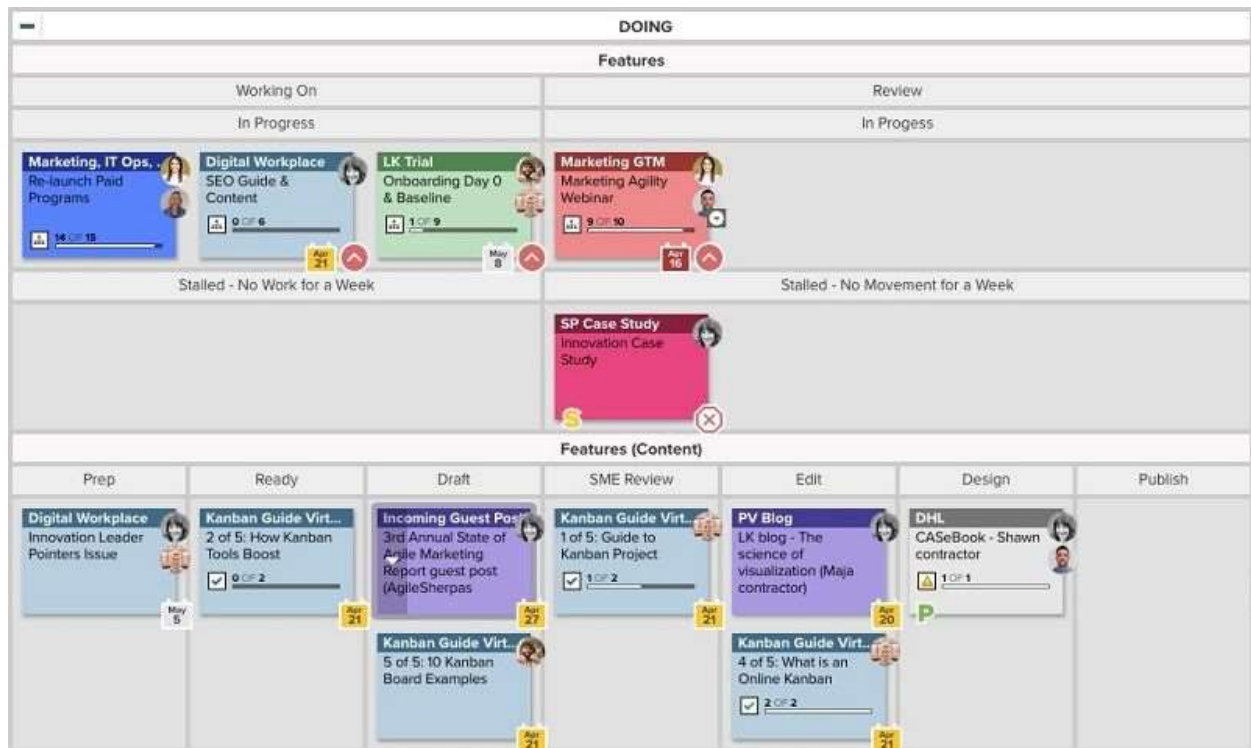 DOING
Features
Working On
Review
In Progress
In Progess
Marketing, IT Ops, ..
Re-launch Paid
Programs
14 OF 15
Digital Workplace
SEO Guide &
Content
0 OF 6
Apr
21
LK Trial
Onboarding Day 0
& Baseline
1 OF 9
May
8
Marketing GTM
Marketing Agility
Webinar
9 OF 10
Apr
16
Stalled - No Work for a Week
Stalled - No Movement for a Week
SP Case Study
Innovation Case
Study
S
Features (Content)
Prep
Ready
Draft
SME Review
Edit
Design
Publish
Digital Workplace
Innovation Leader
Pointers Issue
May
5
Kanban Guide Virt...
2 of 5: How Kanban
Tools Boost
0 OF 2
Apr
21
Incoming Guest Post
3rd Annual State of
Agile Marketing
Report guest post
(AgileSherpas
Apr
27
Kanban Guide Virt...
1 of 5: Guide to
Kanban Project
1 OF 2
Apr
21
PV Blog
LK blog - The
science of
visualization (Maja
contractor)
Apr
20
DHL
CASeBook - Shawn
contractor
1 OF 1
P
Kanban Guide Virt...
5 of 5: 10 Kanban
Board Examples
Apr
21
Kanban Guide Virt...
4 of 5: What is an
Online Kanban
2 OF 2
Apr
21